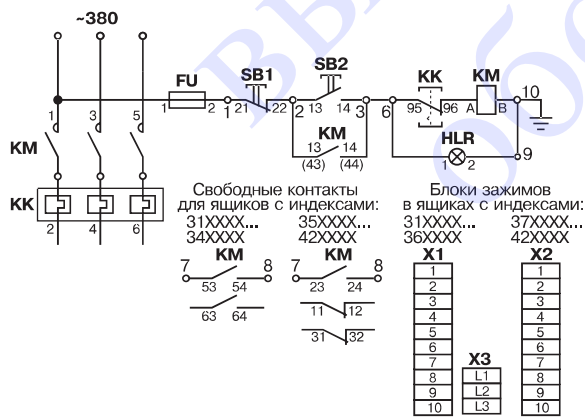 ~380
FU
SB1
SB2
KK
KM
1 2 1 21 22 2 13 14 3 6 95 96 A B 10
KM
13 14
(43) (44)
HLR
1 2 9
1 3 5
KM
KK
2 4 6
Свободные контакты
для ящиков с индексами:
31XXXX... 35XXXX...
34XXXX 42XXXX
KM KM
7 8 7 8
53 54 23 24
63 64 11 12
31 32
Блоки зажимов
в ящиках с индексами:
31XXXX... 37XXXX...
36XXXX 42XXXX
X1 X2
1 1
2 2
3 3
4 4
5 5
6 6
7 7
X3
8 L1 8
9 L2 9
10 L3 10